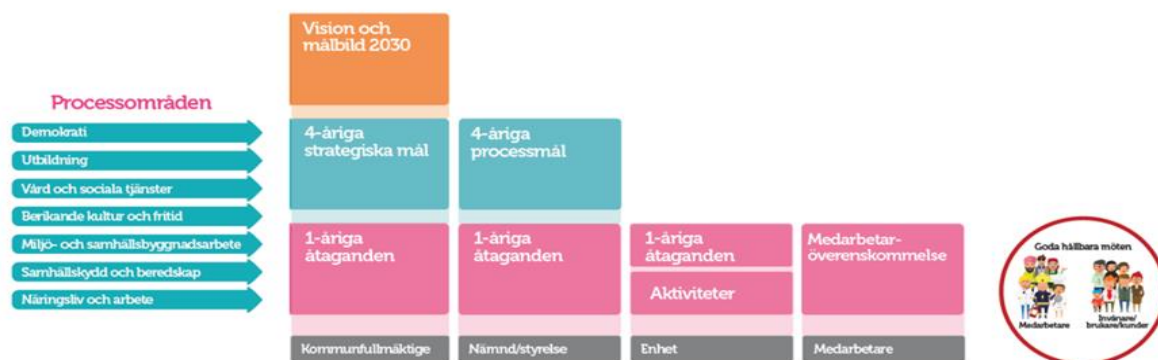 Vision och
målbild 2030
Processområden
Demokrati
Utbildning
Vård och sociala tjänster
Berikande kultur och fritid
Miljö- och samhällsbyggnadsarbete
Samhällskydd och beredskap
Näringsliv och arbete
4-åriga
strategiska mål
4-åriga
processmål
1-åriga
åtaganden
1-åriga
åtaganden
1-åriga
åtaganden
Aktiviteter
Medarbetar-
överenskommelse
Kommunfullmäktige
Nämnd/styrelse
Enhet
Medarbetare
Goda hållbara möten
Medarbetare
Invånare/
brukare/kunder